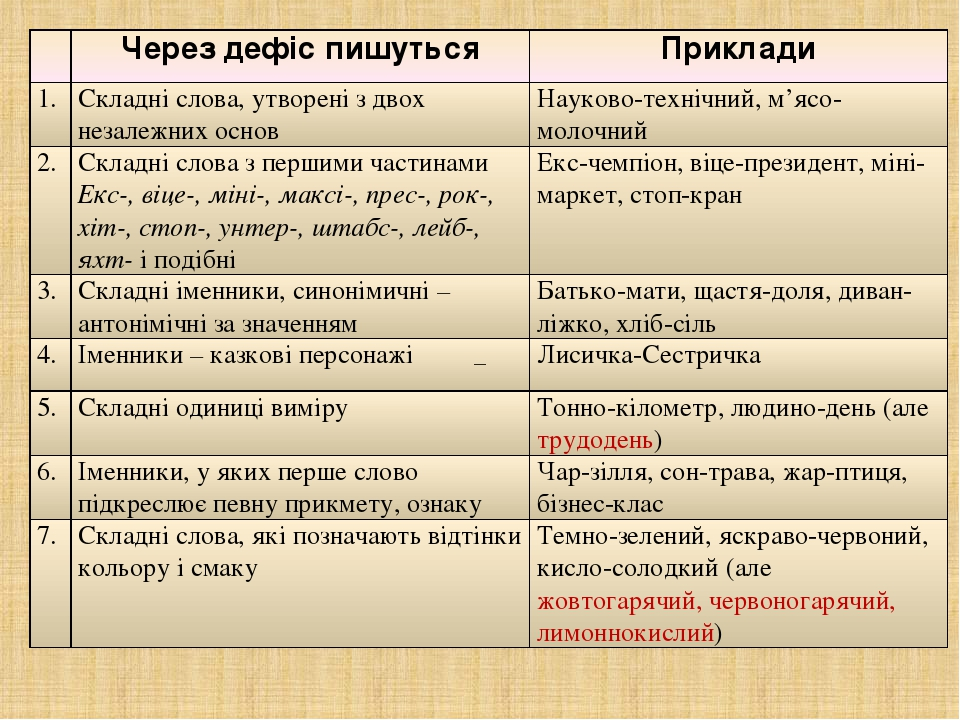 Через дефіс пишуться Приклади
1. Складні слова, утворені з двох
незалежних основ
Науково-технічний, м’ясо-
молочний
2. Складні слова з першими частинами
Екс-, віце-, міні-, максі-, прес-, рок-,
хіт-, стоп-, унтер-, штабс-, лейб-,
яхт- і подібні
Екс-чемпіон, віце-президент, міні-
маркет, стоп-кран
3. Складні іменники, синонімичні –
антонімічні за значенням
Батько-мати, щастя-доля, диван-
ліжко, хліб-сіль
4. Іменники – казкові персонажі _
Лисичка-Сестричка
5. Складні одиниці виміру
Тонно-кілометр, людино-день (але
трудодень)
6. Іменники, у яких перше слово
підкреслює певну прикмету, ознаку
Чар-зілля, сон-трава, жар-птиця,
бізнес-клас
7. Складні слова, які позначають відтінки
кольору і смаку
Темно-зелений, яскраво-червоний,
кисло-солодкий (але
жовтогарячий, червоногарячий,
лимоннокислий)